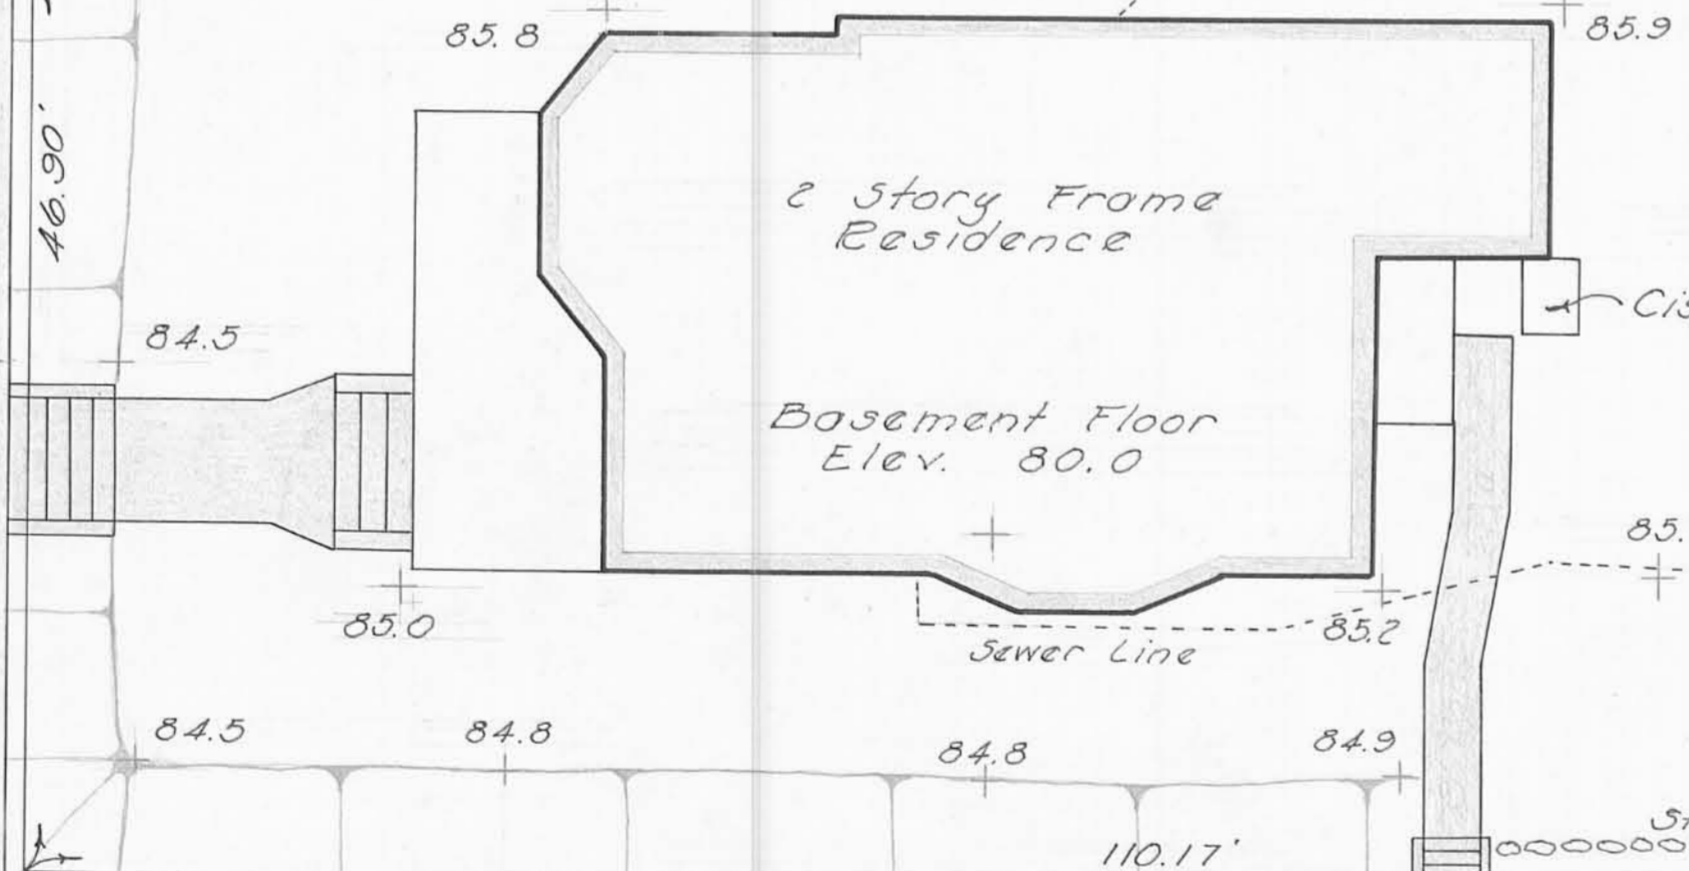 85.8
85.9
46.90'
2 Story Frame
Residence
84.5
Basement Floor
Elev. 80.0
85.0
85.2
Sewer Line
84.5
84.8
84.8
84.9
110.17'